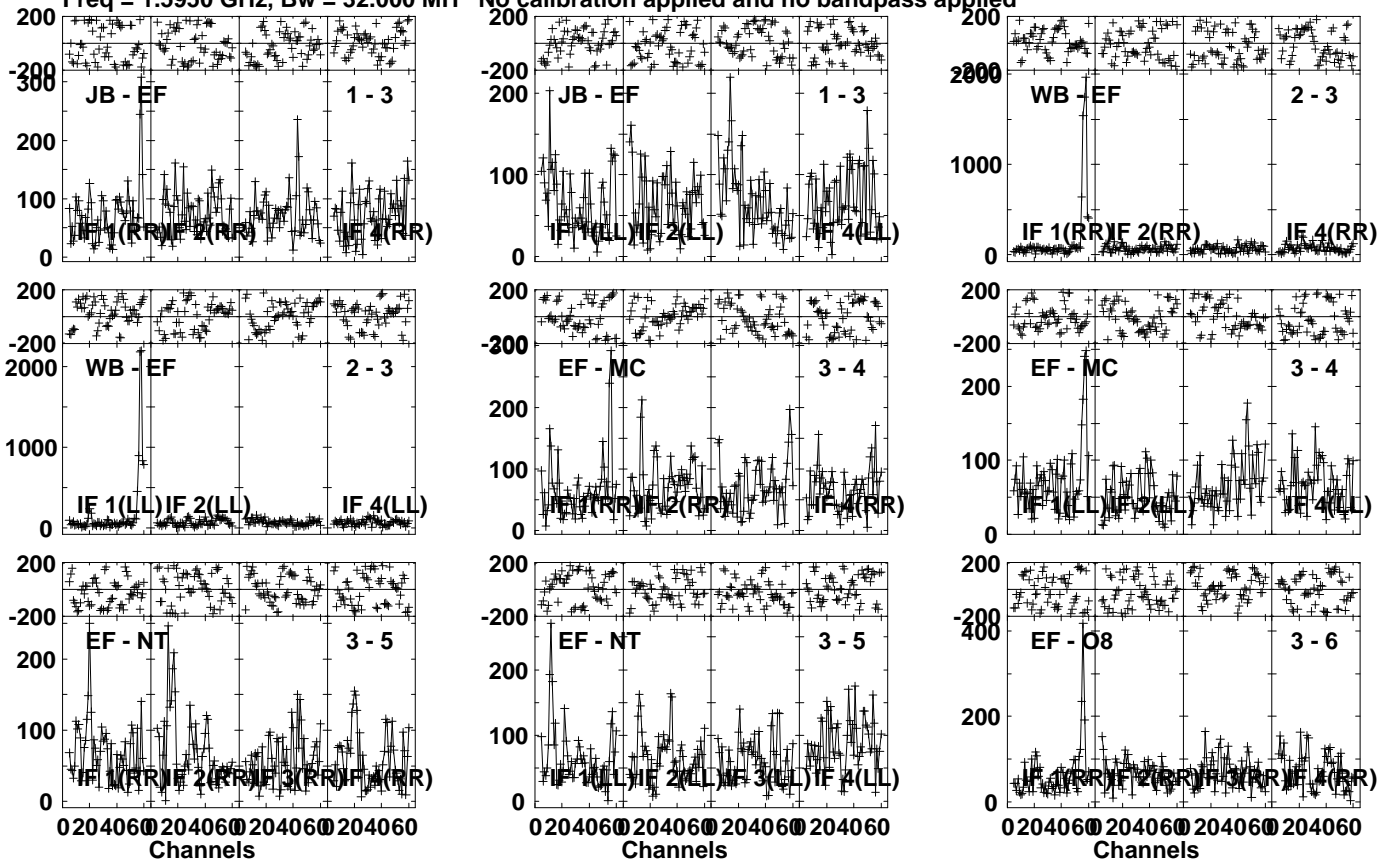 Freq = 1.5950 GHz, Bw = 32.000 MH No calibration applied and no bandpass applied
200
-200
300
200
100
0
JB - EF 1 - 3
IF 1(RR) IF 2(RR) IF 4(RR)
200
-200
200
100
0
JB - EF 1 - 3
IF 1(LL) IF 2(LL) IF 4(LL)
200
-200
2000
1000
0
WB - EF 2 - 3
IF 1(RR) IF 2(RR) IF 4(RR)
200
-200
2000
1000
0
WB - EF 2 - 3
IF 1(LL) IF 2(LL) IF 4(LL)
200
-200
300
200
100
0
EF - MC 3 - 4
IF 1(RR) IF 2(RR) IF 4(RR)
200
-200
200
100
0
EF - MC 3 - 4
IF 1(LL) IF 2(LL) IF 4(LL)
200
-200
200
100
0
EF - NT 3 - 5
IF 1(RR) IF 2(RR) IF 3(RR) IF 4(RR)
0 20 40 60 0 20 40 60 0 20 40 60 0 20 40 60
Channels
200
-200
200
100
0
EF - NT 3 - 5
IF 1(LL) IF 2(LL) IF 3(LL) IF 4(LL)
0 20 40 60 0 20 40 60 0 20 40 60 0 20 40 60
Channels
200
-200
400
200
0
EF - O8 3 - 6
IF 1(RR) IF 2(RR) IF 3(RR) IF 4(RR)
0 20 40 60 0 20 40 60 0 20 40 60 0 20 40 60
Channels